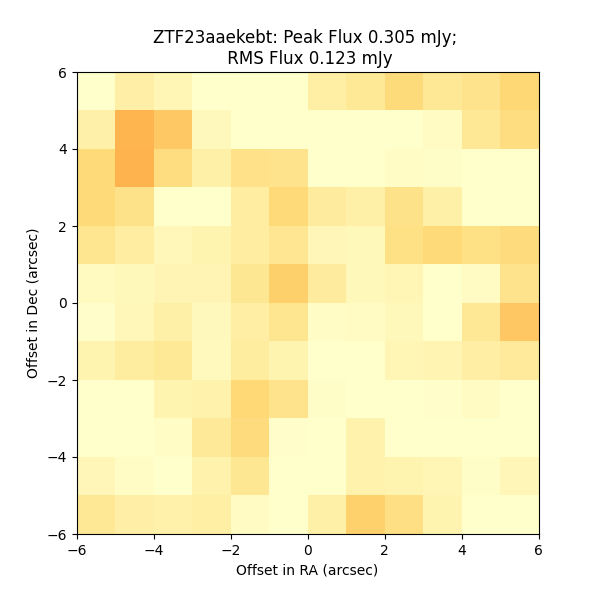 ZTF23aaekebt: Peak Flux 0.305 mJy;
RMS Flux 0.123 mJy
6
4
2
0
−2
−4
−6
Offset in Dec (arcsec)
−6 −4 −2 0 2 4 6
Offset in RA (arcsec)